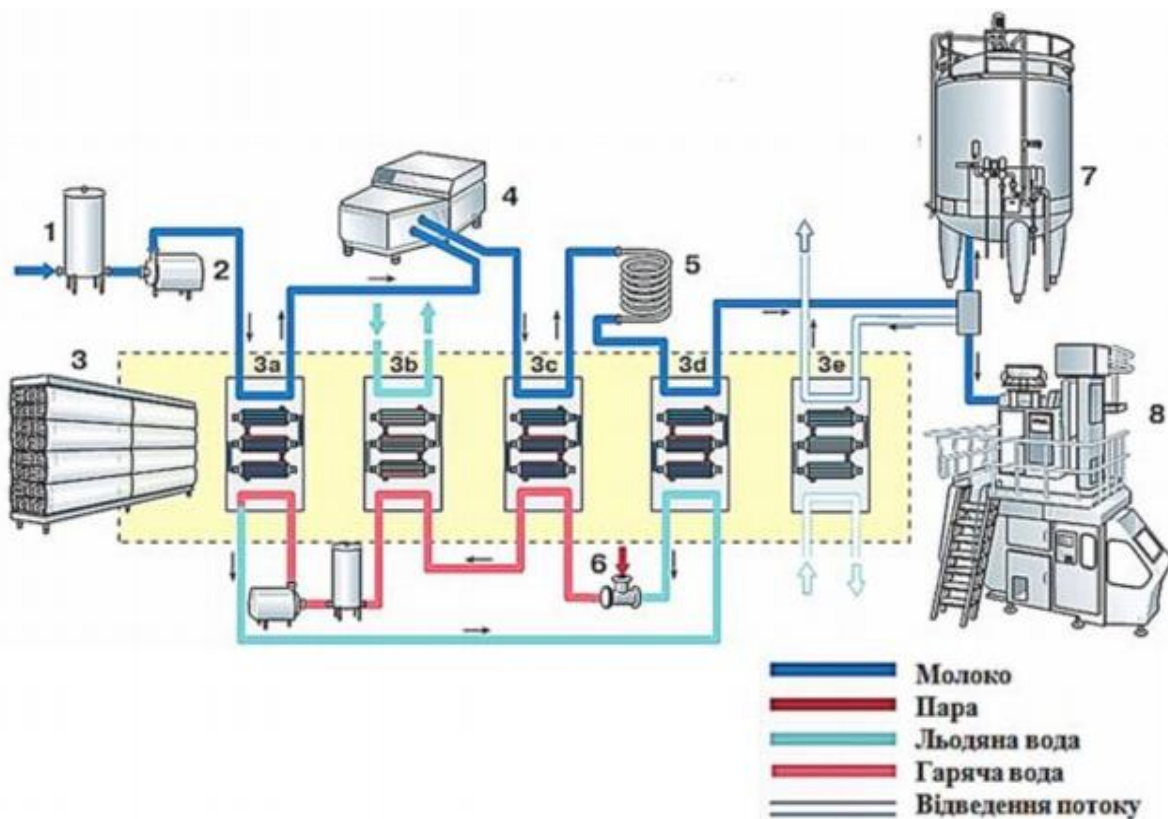 1
2
3
4
5
7
3a
3b
3c
3d
3e
6
8
Молоко
Пара
Льодяна вода
Гаряча вода
Відведення потоку